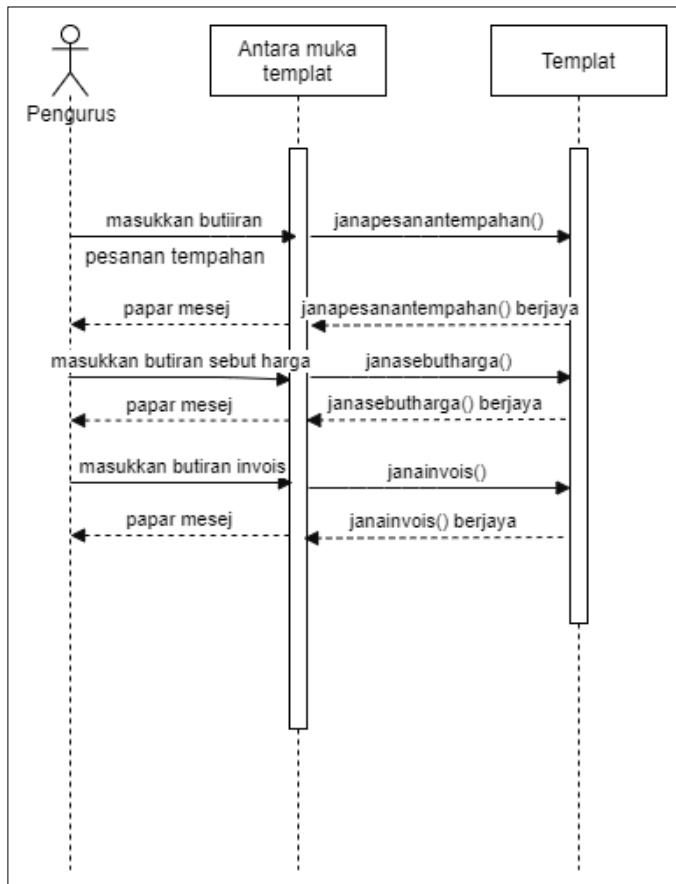 Antara muka
templat
Templat
Pengurus
masukkan butiiran
janapesanantempahan()
pesanan tempahan
papar mesej
janapesanantempahan() berjaya
masukkan butiran sebut harga
janasebutharga()
papar mesej
janasebutharga() berjaya
masukkan butiran invois
janainvois()
papar mesej
janainvois() berjaya